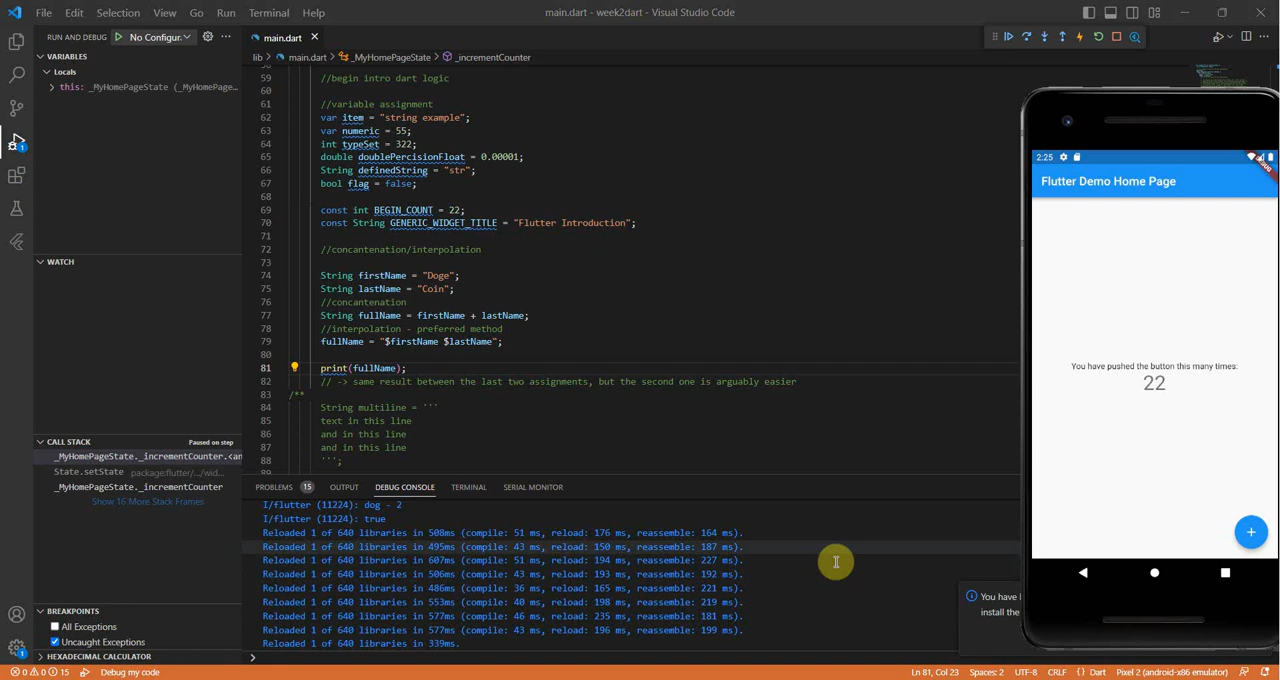 File Edit Selection View Go Run Terminal Help
main.dart - week2dart - Visual Studio Code
RUN AND DEBUG No Configur
main.dart
lib > main.dart > _MyHomePageState > _incrementCounter
VARIABLES
Locals
this: _MyHomePageState (_MyHomePage...
WATCH
CALL STACK Paused on step
_MyHomePageState._incrementCounter.<an
State.setState package:flutter/.../wid...
_MyHomePageState._incrementCounter
Show 16 More Stack Frames
BREAKPOINTS
All Exceptions
Uncaught Exceptions
HEXADECIMAL CALCULATOR
59 //begin intro dart logic
60
61 //variable assignment
62 var item = "string example";
63 var numeric = 55;
64 int typeSet = 322;
65 double doublePercisionFloat = 0.00001;
66 String definedString = "str";
67 bool flag = false;
68
69 const int BEGIN_COUNT = 22;
70 const String GENERIC_WIDGET_TITLE = "Flutter Introduction";
71
72 //concantenation/interpolation
73
74 String firstName = "Doge";
75 String lastName = "Coin";
76 //concantenation
77 String fullName = firstName + lastName;
78 //interpolation - preferred method
79 fullName = "$firstName $lastName";
80
81 print(fullName);
82 // -> same result between the last two assignments, but the second one is arguably easier
83 /**
84 String multiline = ```
85 text in this line
86 and in this line
87 and in this line
88 ```;
PROBLEMS 15 OUTPUT DEBUG CONSOLE TERMINAL SERIAL MONITOR
I/flutter (11224): dog - 2
I/flutter (11224): true
Reloaded 1 of 640 libraries in 508ms (compile: 51 ms, reload: 176 ms, reassemble: 164 ms).
Reloaded 1 of 640 libraries in 495ms (compile: 43 ms, reload: 150 ms, reassemble: 187 ms).
Reloaded 1 of 640 libraries in 607ms (compile: 51 ms, reload: 194 ms, reassemble: 227 ms).
Reloaded 1 of 640 libraries in 506ms (compile: 43 ms, reload: 193 ms, reassemble: 192 ms).
Reloaded 1 of 640 libraries in 486ms (compile: 36 ms, reload: 165 ms, reassemble: 221 ms).
Reloaded 1 of 640 libraries in 553ms (compile: 40 ms, reload: 198 ms, reassemble: 219 ms).
Reloaded 1 of 640 libraries in 577ms (compile: 46 ms, reload: 235 ms, reassemble: 181 ms).
Reloaded 1 of 640 libraries in 577ms (compile: 43 ms, reload: 196 ms, reassemble: 199 ms).
Reloaded 1 of 640 libraries in 339ms.
2:25
Flutter Demo Home Page
You have pushed the button this many times:
22
You have
install the
0 0 15 Debug my code
Ln 81, Col 23 Spaces: 2 UTF-8 CRLF {} Dart Pixel 2 (android-x86 emulator)